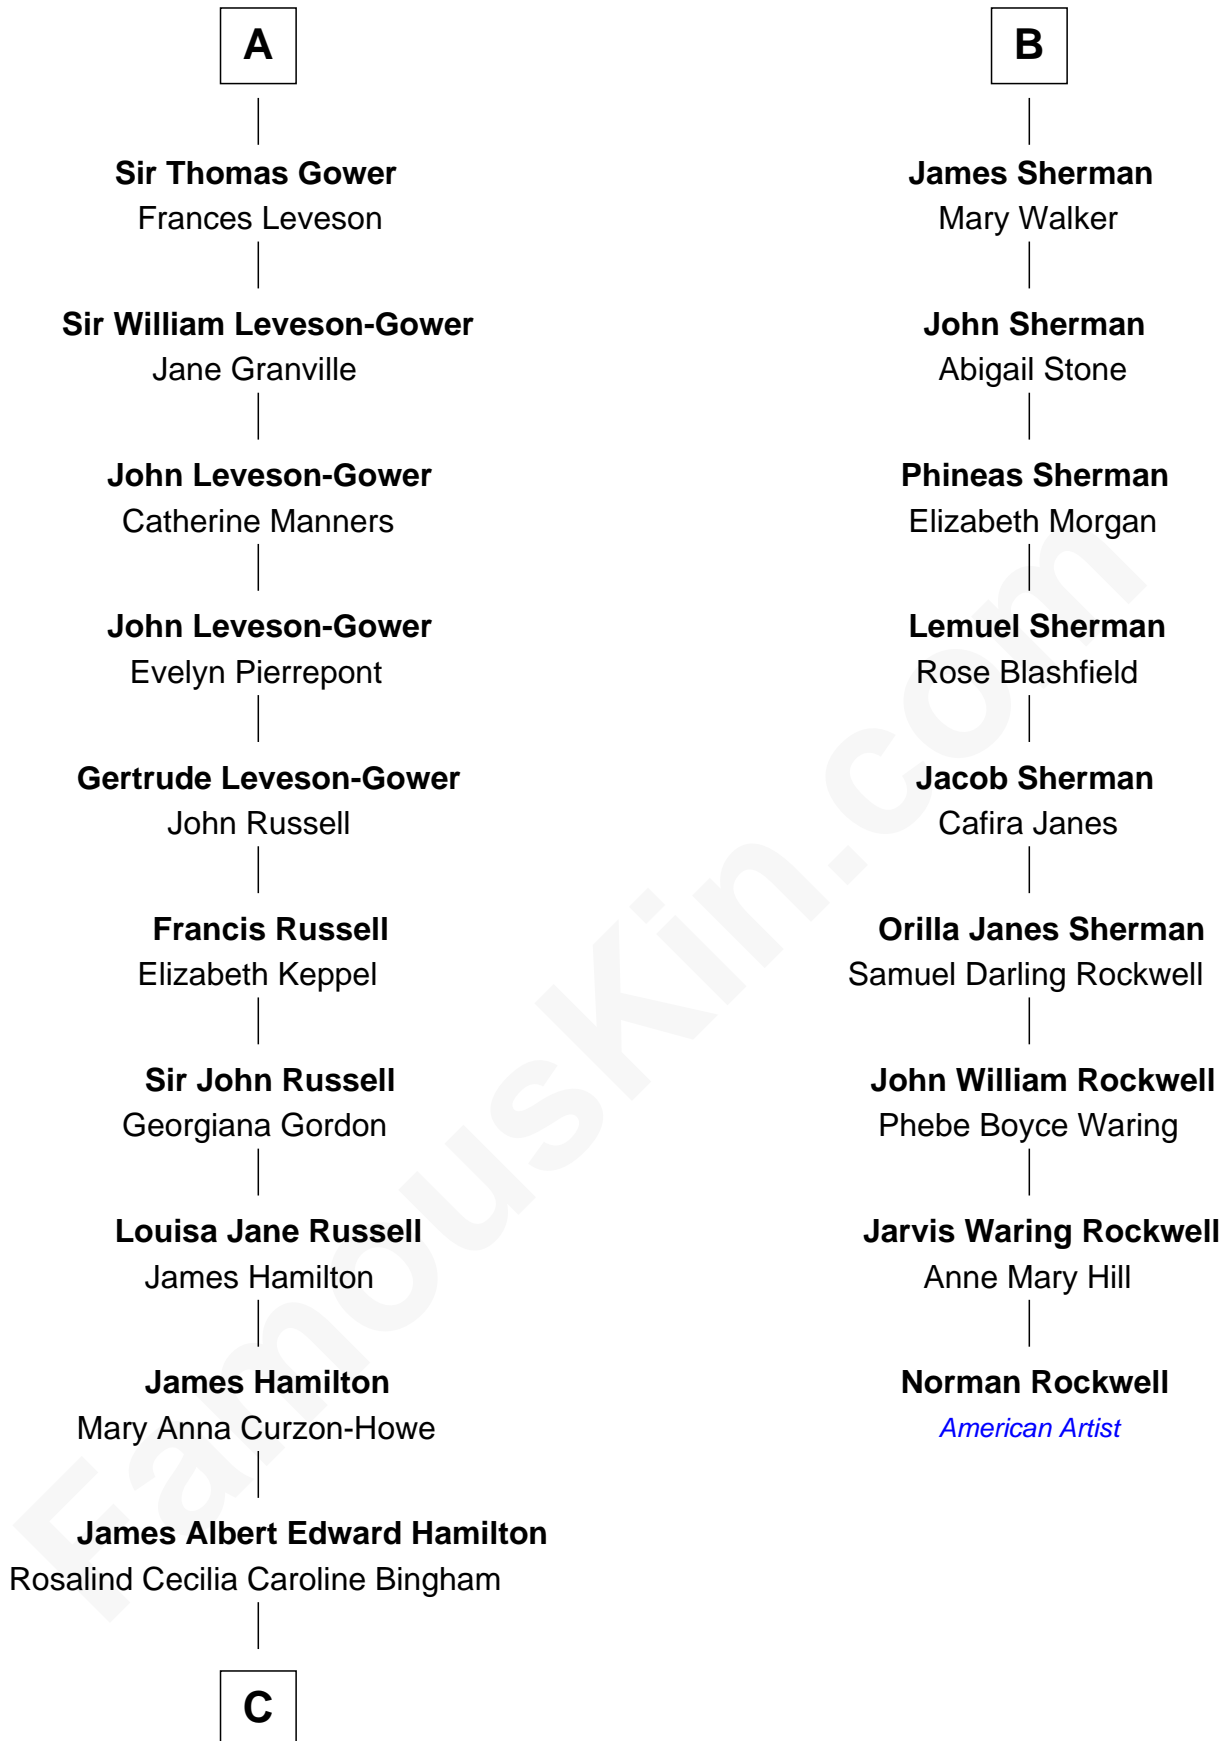 A
Sir Thomas Gower
Frances Leveson
Sir William Leveson-Gower
Jane Granville
John Leveson-Gower
Catherine Manners
John Leveson-Gower
Evelyn Pierrepont
Gertrude Leveson-Gower
John Russell
Francis Russell
Elizabeth Keppel
Sir John Russell
Georgiana Gordon
Louisa Jane Russell
James Hamilton
James Hamilton
Mary Anna Curzon-Howe
James Albert Edward Hamilton
Rosalind Cecilia Caroline Bingham
C
B
James Sherman
Mary Walker
John Sherman
Abigail Stone
Phineas Sherman
Elizabeth Morgan
Lemuel Sherman
Rose Blashfield
Jacob Sherman
Cafira Janes
Orilla Janes Sherman
Samuel Darling Rockwell
John William Rockwell
Phebe Boyce Waring
Jarvis Waring Rockwell
Anne Mary Hill
Norman Rockwell
American Artist
FamousKin.com